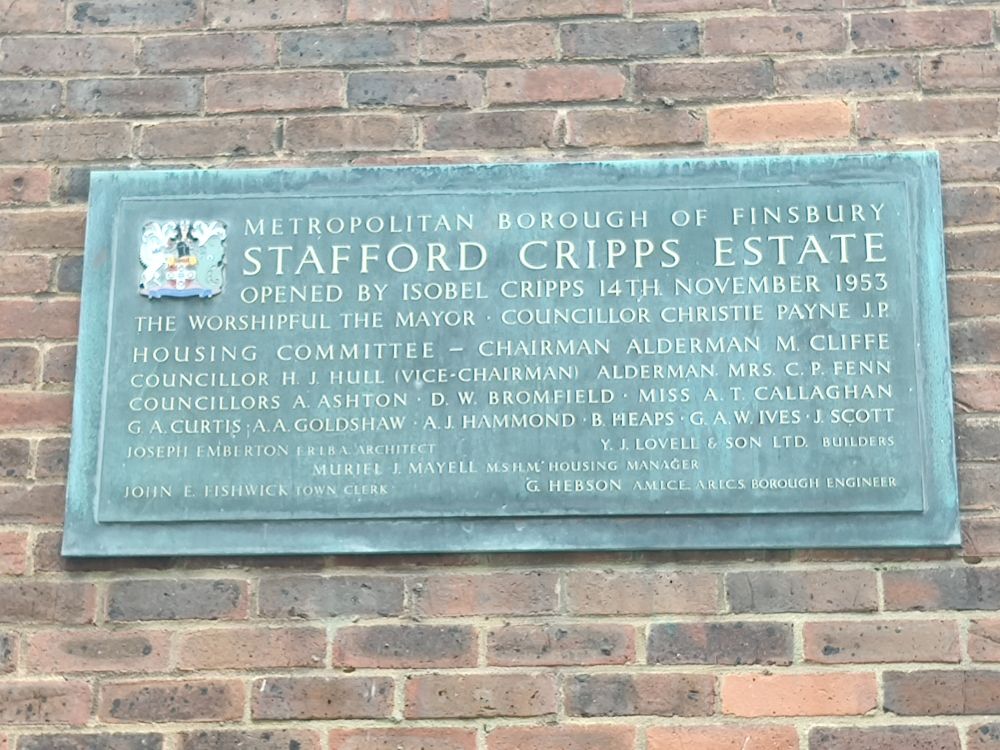 METROPOLITAN BOROUGH OF FINSBURY
STAFFORD CRIPPS ESTATE
OPENED BY ISOBEL CRIPPS 14TH. NOVEMBER 1953
THE WORSHIPFUL THE MAYOR · COUNCILLOR CHRISTIE PAYNE J.P.
HOUSING COMMITTEE – CHAIRMAN ALDERMAN M. CLIFFE
COUNCILLOR H. J. HULL (VICE-CHAIRMAN) ALDERMAN. MRS. C. P. FENN
COUNCILLORS A. ASHTON · D. W. BROMFIELD · MISS A. T. CALLAGHAN
G. A. CURTIS · A. A. GOLDSHAW · A. J. HAMMOND · B. HEAPS · G. A. W. IVES · J. SCOTT
JOSEPH EMBERTON F.R.I.B.A. ARCHITECT Y. J. LOVELL & SON LTD. BUILDERS
MURIEL J. MAYELL M.S.H.M. HOUSING MANAGER
JOHN E. FISHWICK TOWN CLERK G. HEBSON A.M.I.C.E. A.R.I.C.S. BOROUGH ENGINEER